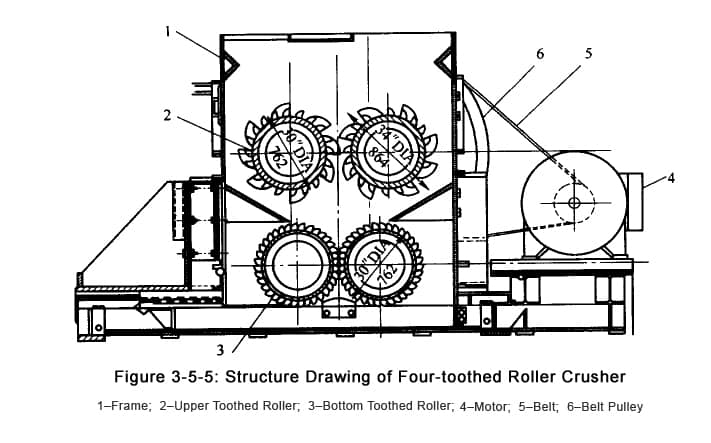 1
6
5
2
30"DIA
762
34"DIA
864
4
30"DIA
762
3
Figure 3-5-5: Structure Drawing of Four-toothed Roller Crusher
1–Frame; 2–Upper Toothed Roller; 3–Bottom Toothed Roller; 4–Motor; 5–Belt; 6–Belt Pulley